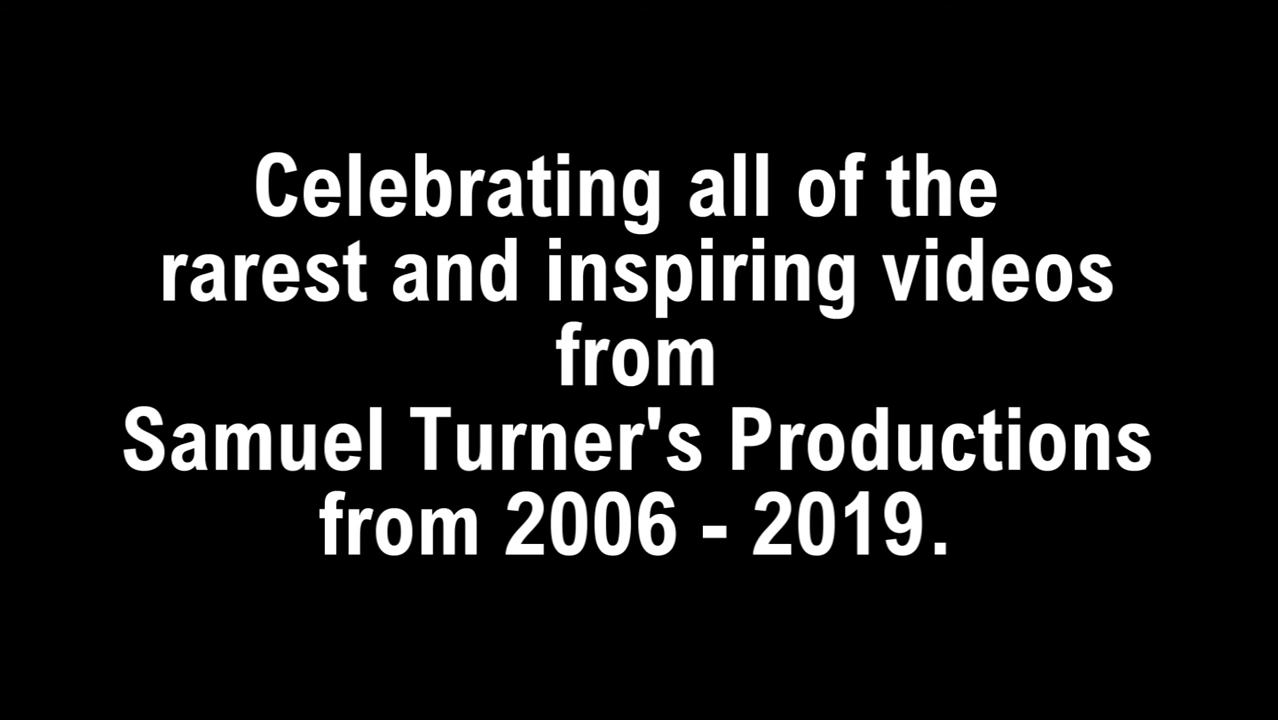 Celebrating all of the
rarest and inspiring videos
from
Samuel Turner's Productions
from 2006 - 2019.